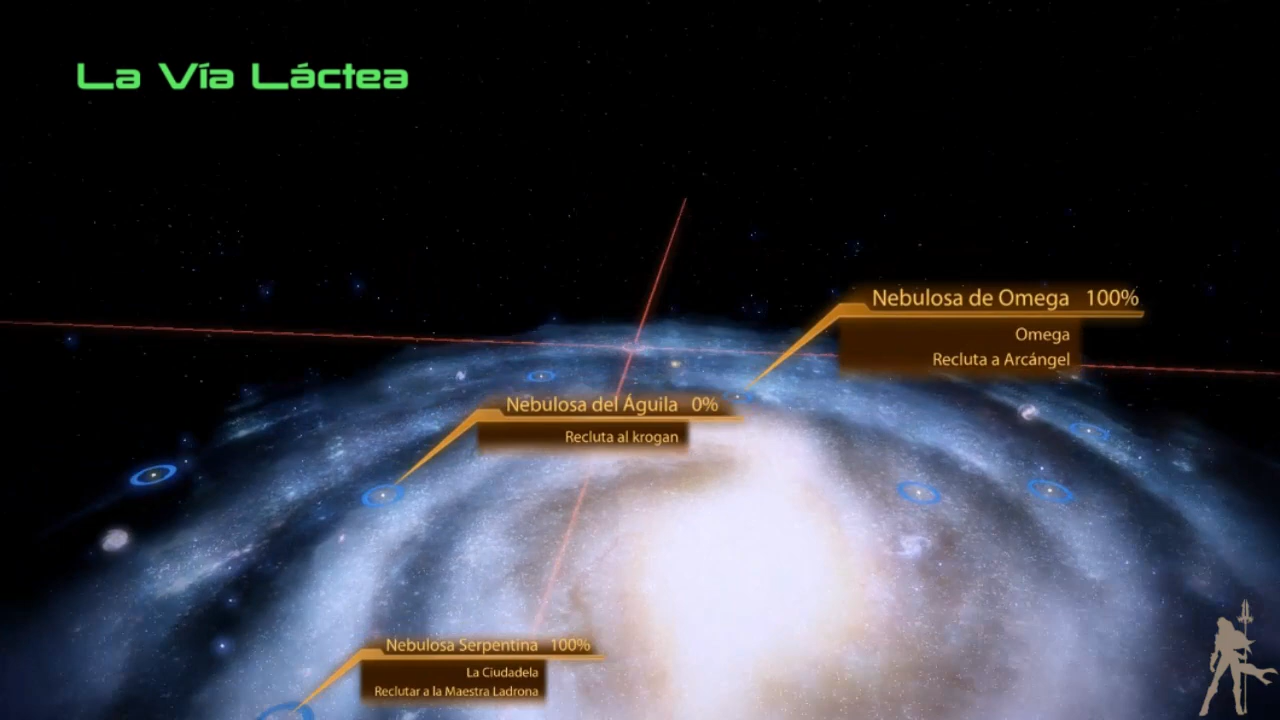 La Vía Láctea
Nebulosa de Omega 100%
Omega
Recluta a Arcángel
Nebulosa del Águila 0%
Recluta al krogan
Nebulosa Serpentina 100%
La Ciudadela
Reclutar a la Maestra Ladrona